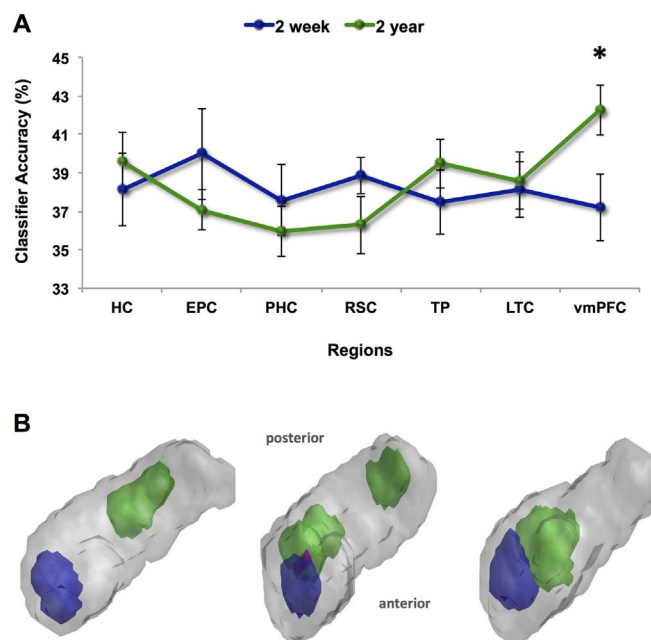 A
2 week 2 year
Classifier Accuracy (%)
45
43
41
39
37
35
33
*
HC EPC PHC RSC TP LTC vmPFC
Regions
B
posterior
anterior